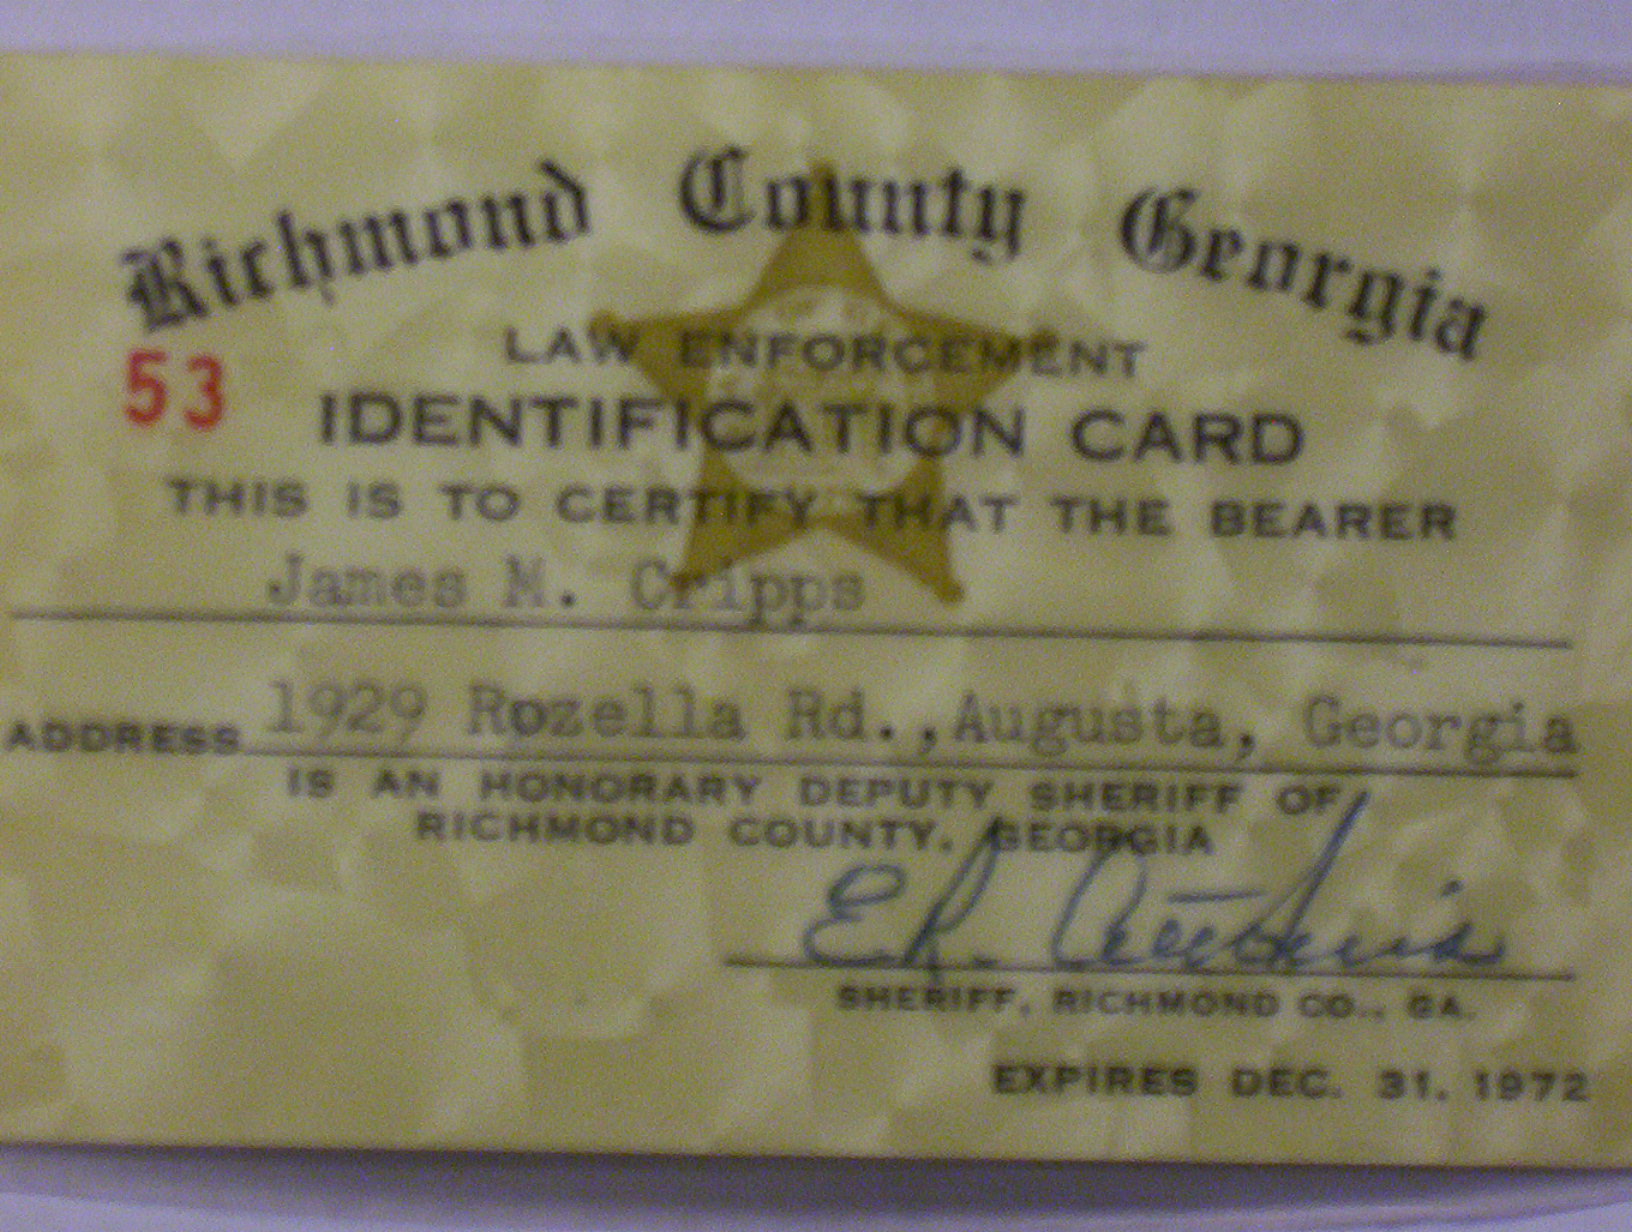 Richmond County Georgia
LAW ENFORCEMENT
53
IDENTIFICATION CARD
THIS IS TO CERTIFY THAT THE BEARER
James M. Cripps
ADDRESS 1929 Rozella Rd., Augusta, Georgia
IS AN HONORARY DEPUTY SHERIFF OF
RICHMOND COUNTY, GEORGIA
E.R. Atkins
SHERIFF, RICHMOND CO., GA.
EXPIRES DEC. 31, 1972